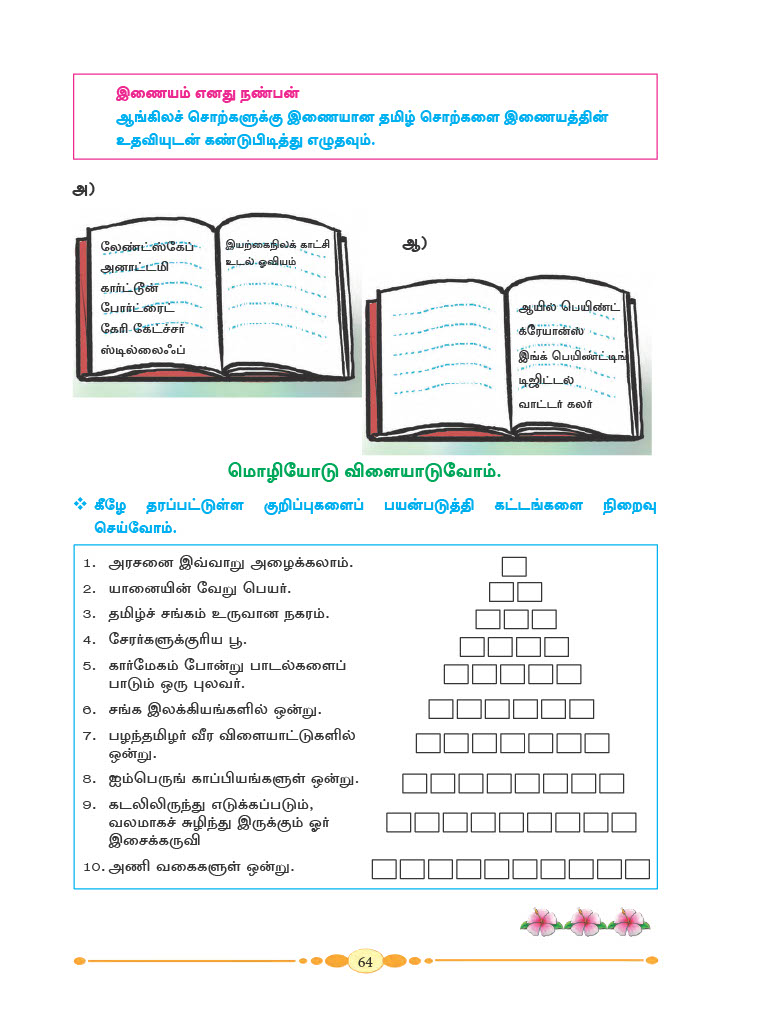 இணையம் எனது நண்பன்
ஆங்கிலச் சொற்களுக்கு இணையான தமிழ் சொற்களை இணையத்தின்
உதவியுடன் கண்டுபிடித்து எழுதவும்.
அ)
லேண்ட்ஸ்கேப்
அனாட்டமி
கார்ட்டூன்
போர்ட்ரைட்
கேரி கேட்ச்சர்
ஸ்டில்லைஃப்
இயற்கைநிலக் காட்சி
உடல் ஓவியம்
ஆ)
ஆயில் பெயிண்ட்
க்ரேயான்ஸ்
இங்க் பெயிண்ட்டிங்
டிஜிட்டல்
வாட்டர் கலர்
மொழியோடு விளையாடுவோம்.
❖ கீழே தரப்பட்டுள்ள குறிப்புகளைப் பயன்படுத்தி கட்டங்களை நிறைவு
செய்வோம்.
1. அரசனை இவ்வாறு அழைக்கலாம்.
2. யானையின் வேறு பெயர்.
3. தமிழ்ச் சங்கம் உருவான நகரம்.
4. சேரர்களுக்குரிய பூ.
5. கார்மேகம் போன்று பாடல்களைப்
பாடும் ஒரு புலவர்.
6. சங்க இலக்கியங்களில் ஒன்று.
7. பழந்தமிழர் வீர விளையாட்டுகளில்
ஒன்று.
8. ஐம்பெருங் காப்பியங்களுள் ஒன்று.
9. கடலிலிருந்து எடுக்கப்படும்,
வலமாகச் சுழிந்து இருக்கும் ஓர்
இசைக்கருவி
10. அணி வகைகளுள் ஒன்று.
64